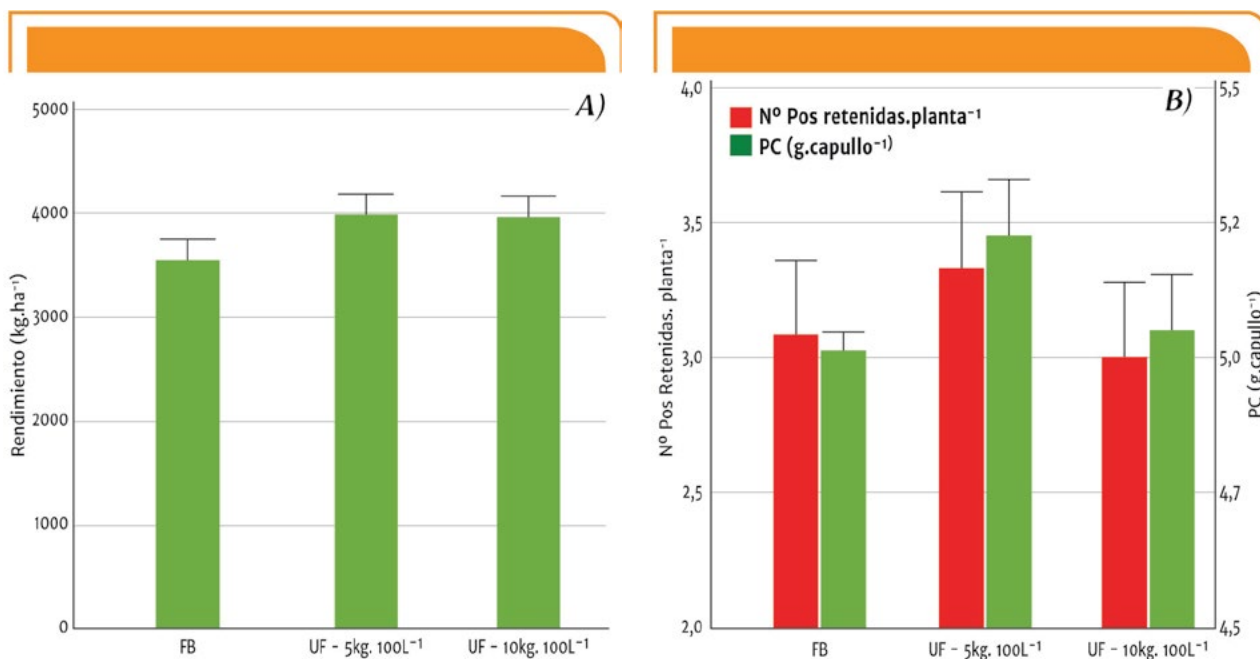 A)
5000
4000
3000
2000
1000
0
Rendimiento (kg.ha⁻¹)
FB
UF - 5kg. 100L⁻¹
UF - 10kg. 100L⁻¹
B)
Nº Pos retenidas.planta⁻¹
PC (g.capullo⁻¹)
4,0
3,5
3,0
2,5
2,0
Nº Pos Retenidas. planta⁻¹
5,5
5,2
5,0
4,7
4,5
PC (g.capullo⁻¹)
FB
UF - 5kg. 100L⁻¹
UF - 10kg. 100L⁻¹